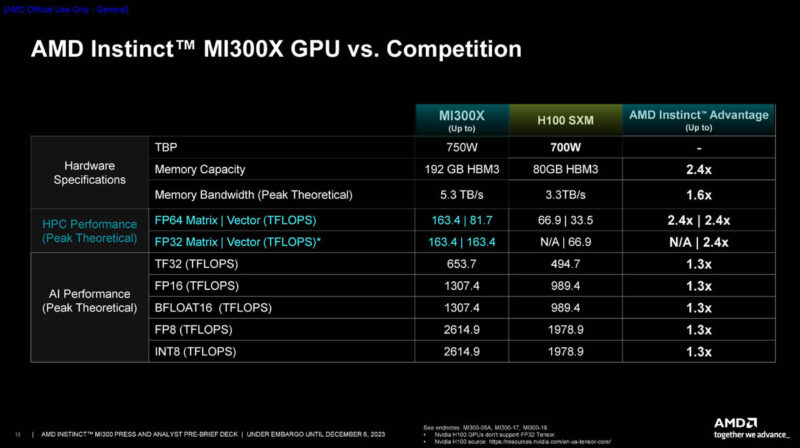 [AMD Official Use Only - General]
AMD Instinct™ MI300X GPU vs. Competition
MI300X
(Up to)
H100 SXM
AMD Instinct™ Advantage
(Up to)
Hardware
Specifications
TBP 750W 700W -
Memory Capacity 192 GB HBM3 80GB HBM3 2.4x
Memory Bandwidth (Peak Theoretical) 5.3 TB/s 3.3TB/s 1.6x
HPC Performance
(Peak Theoretical)
FP64 Matrix | Vector (TFLOPS) 163.4 | 81.7 66.9 | 33.5 2.4x | 2.4x
FP32 Matrix | Vector (TFLOPS)* 163.4 | 163.4 N/A | 66.9 N/A | 2.4x
AI Performance
(Peak Theoretical)
TF32 (TFLOPS) 653.7 494.7 1.3x
FP16 (TFLOPS) 1307.4 989.4 1.3x
BFLOAT16 (TFLOPS) 1307.4 989.4 1.3x
FP8 (TFLOPS) 2614.9 1978.9 1.3x
INT8 (TFLOPS) 2614.9 1978.9 1.3x
19 | AMD INSTINCT™ MI300 PRESS AND ANALYST PRE-BRIEF DECK | UNDER EMBARGO UNTIL DECEMBER 6, 2023
See endnotes: MI300-05A, MI300-17, MI300-18
• Nvidia H100 GPUs don't support FP32 Tensor
• Nvidia H100 source: https://resources.nvidia.com/en-us-tensor-core/
AMD
together we advance_